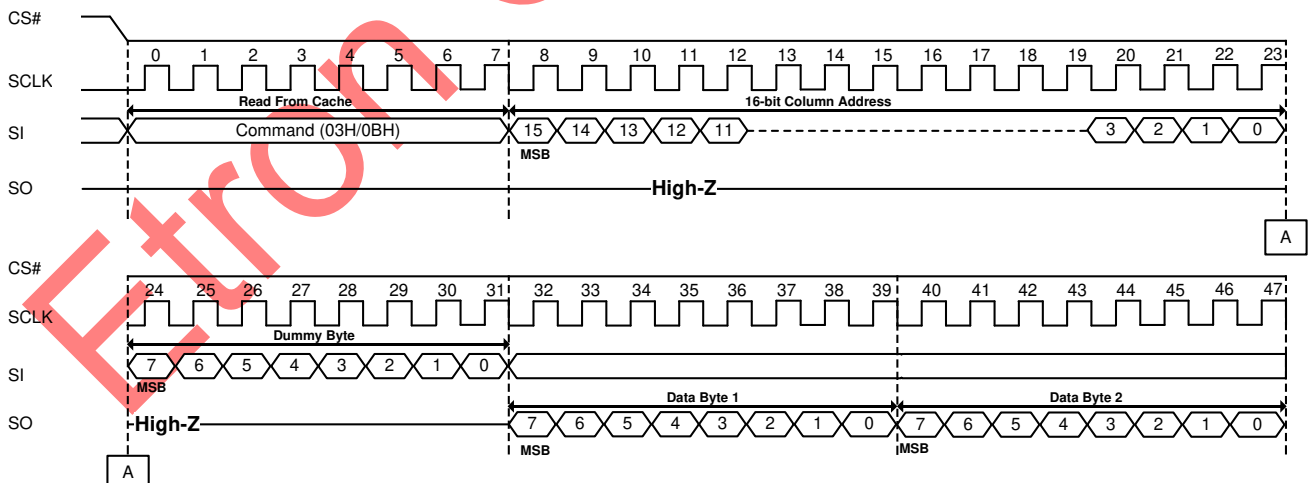 CS#
0 1 2 3 4 5 6 7 8 9 10 11 12 13 14 15 16 17 18 19 20 21 22 23
SCLK
Read From Cache 16-bit Column Address
SI Command (03H/0BH) 15 14 13 12 11 3 2 1 0
MSB
SO High-Z
A
CS#
24 25 26 27 28 29 30 31 32 33 34 35 36 37 38 39 40 41 42 43 44 45 46 47
SCLK
Dummy Byte
SI 7 6 5 4 3 2 1 0
MSB
Data Byte 1 Data Byte 2
SO High-Z 7 6 5 4 3 2 1 0 7 6 5 4 3 2 1 0
MSB MSB
A
Etron